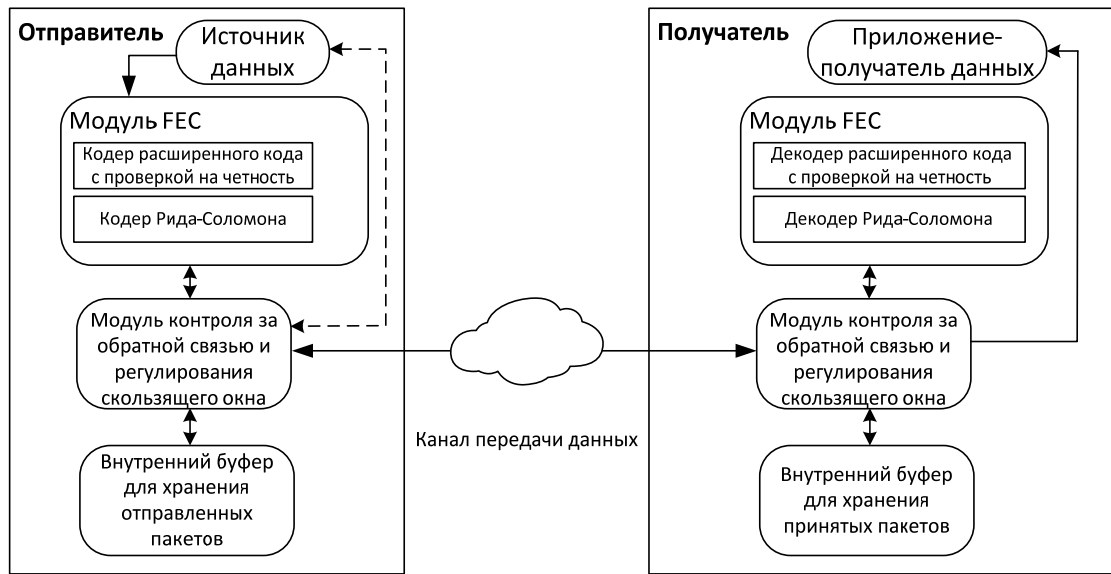 Отправитель
Источник
данных
Модуль FEC
Кодер расширенного кода
с проверкой на четность
Кодер Рида-Соломона
Модуль контроля за
обратной связью и
регулирования
скользящего окна
Внутренний буфер
для хранения
отправленных
пакетов
Канал передачи данных
Получатель
Приложение-
получатель данных
Модуль FEC
Декодер расширенного кода
с проверкой на четность
Декодер Рида-Соломона
Модуль контроля за
обратной связью и
регулирования
скользящего окна
Внутренний буфер
для хранения
принятых пакетов